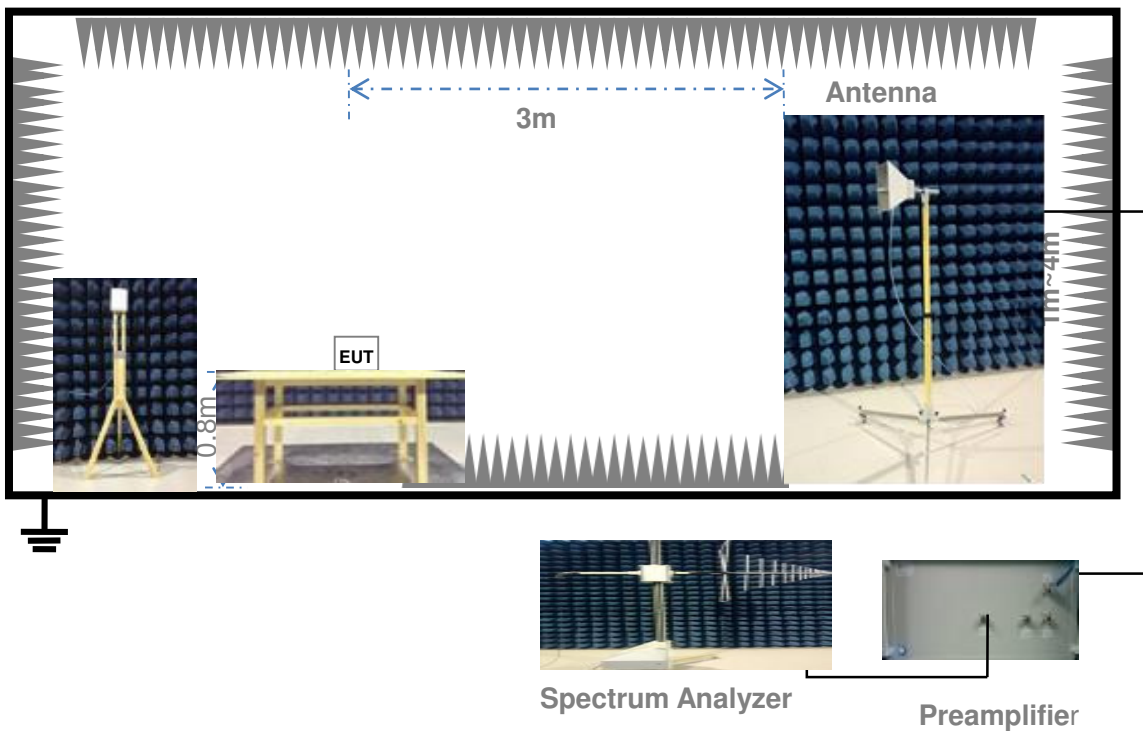 Antenna
3m
1m~4m
EUT
0.8m
Spectrum Analyzer
Preamplifier